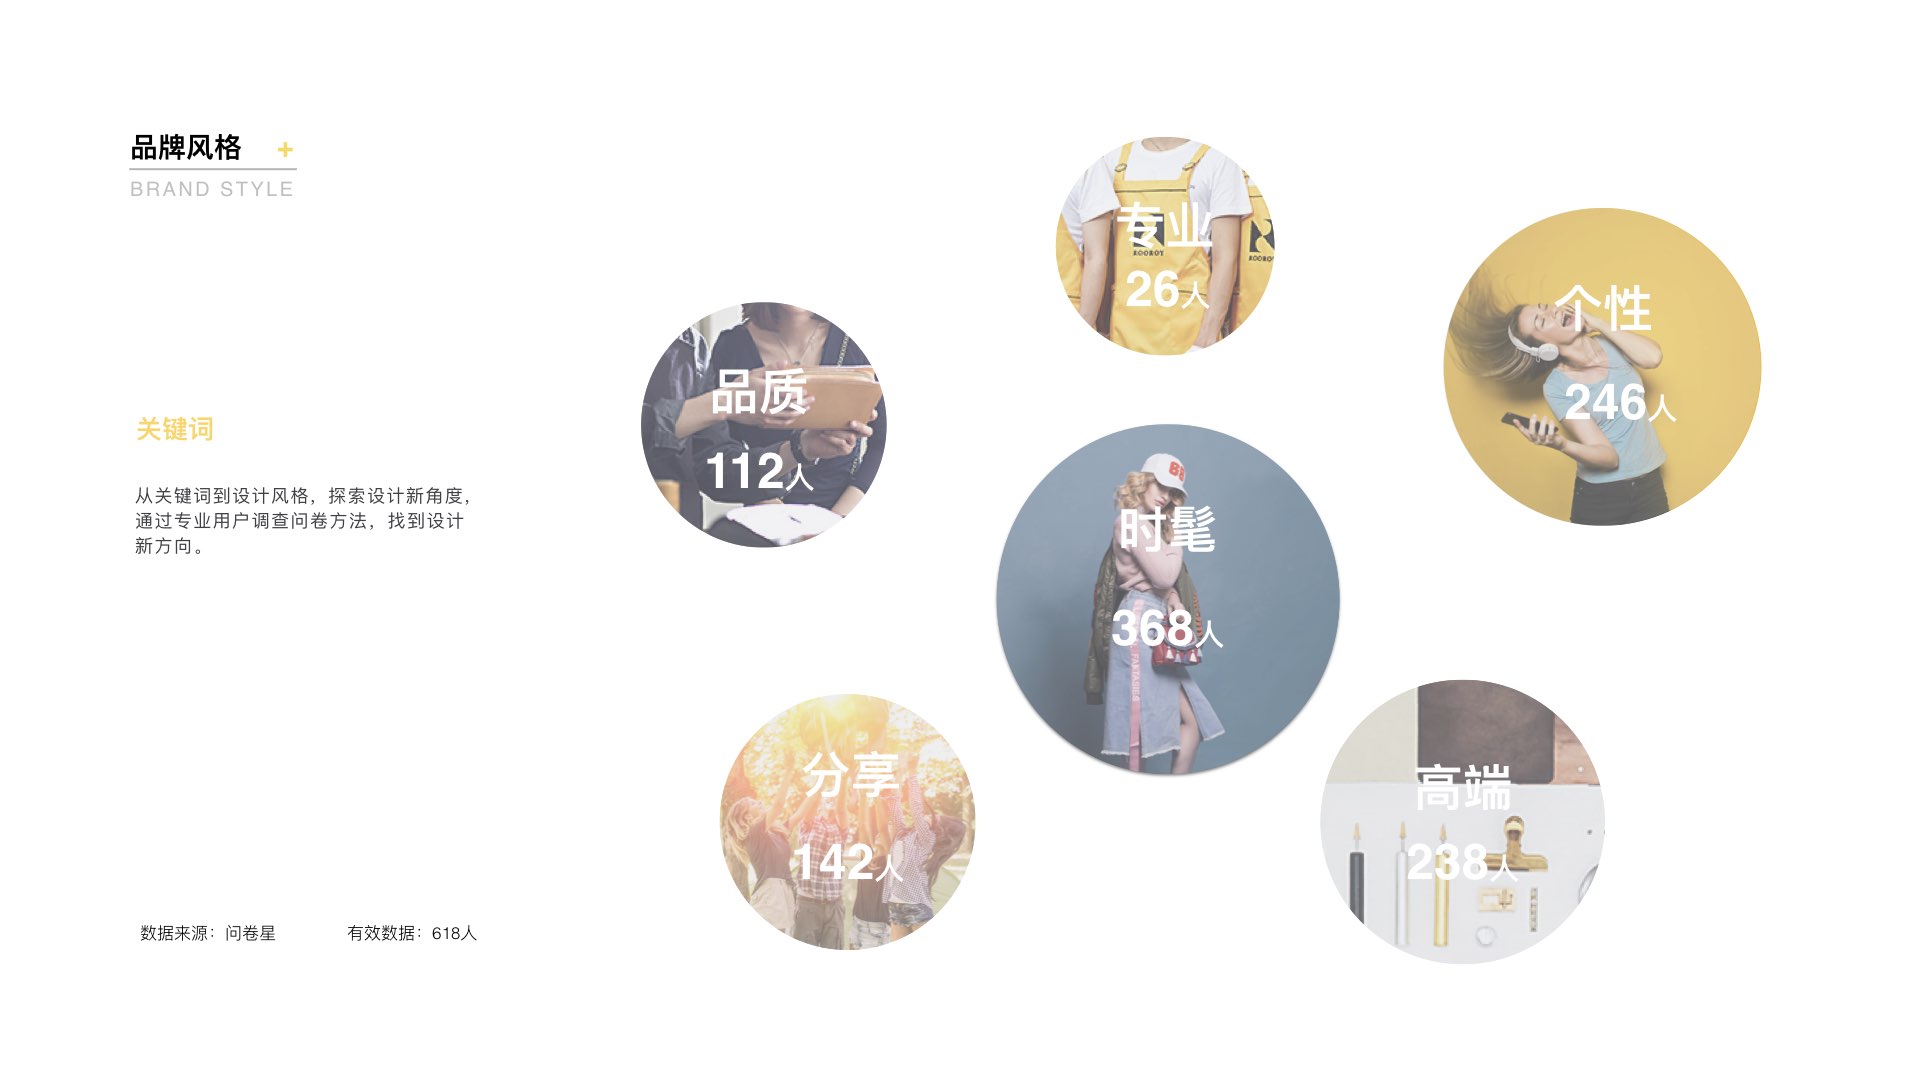 品牌风格 +
BRAND STYLE
关键词
从关键词到设计风格，探索设计新角度，
通过专业用户调查问卷方法，找到设计
新方向。
数据来源：问卷星 有效数据：618人
专业
26人
ROOROY
个性
246人
品质
112人
时髦
368人
分享
142人
高端
238人